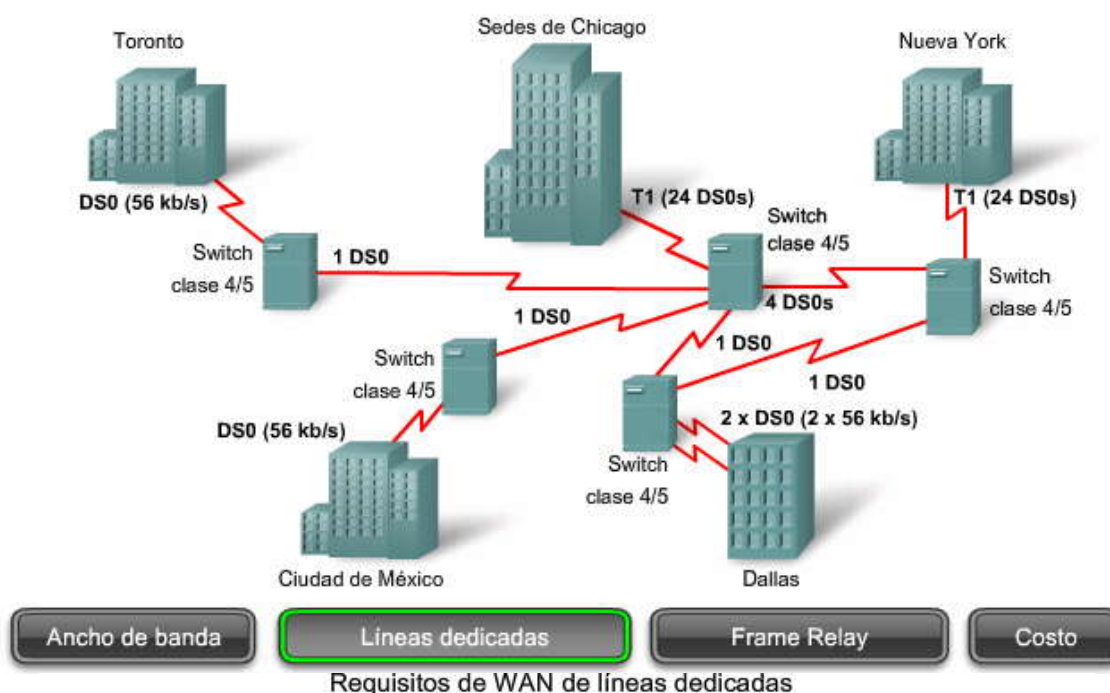 Toronto
Sedes de Chicago
Nueva York
DS0 (56 kb/s)
T1 (24 DS0s)
T1 (24 DS0s)
Switch
clase 4/5
Switch
clase 4/5
Switch
clase 4/5
1 DS0
4 DS0s
1 DS0
1 DS0
Switch
clase 4/5
1 DS0
DS0 (56 kb/s)
2 x DS0 (2 x 56 kb/s)
Switch
clase 4/5
Ciudad de México
Dallas
Ancho de banda
Líneas dedicadas
Frame Relay
Costo
Requisitos de WAN de líneas dedicadas